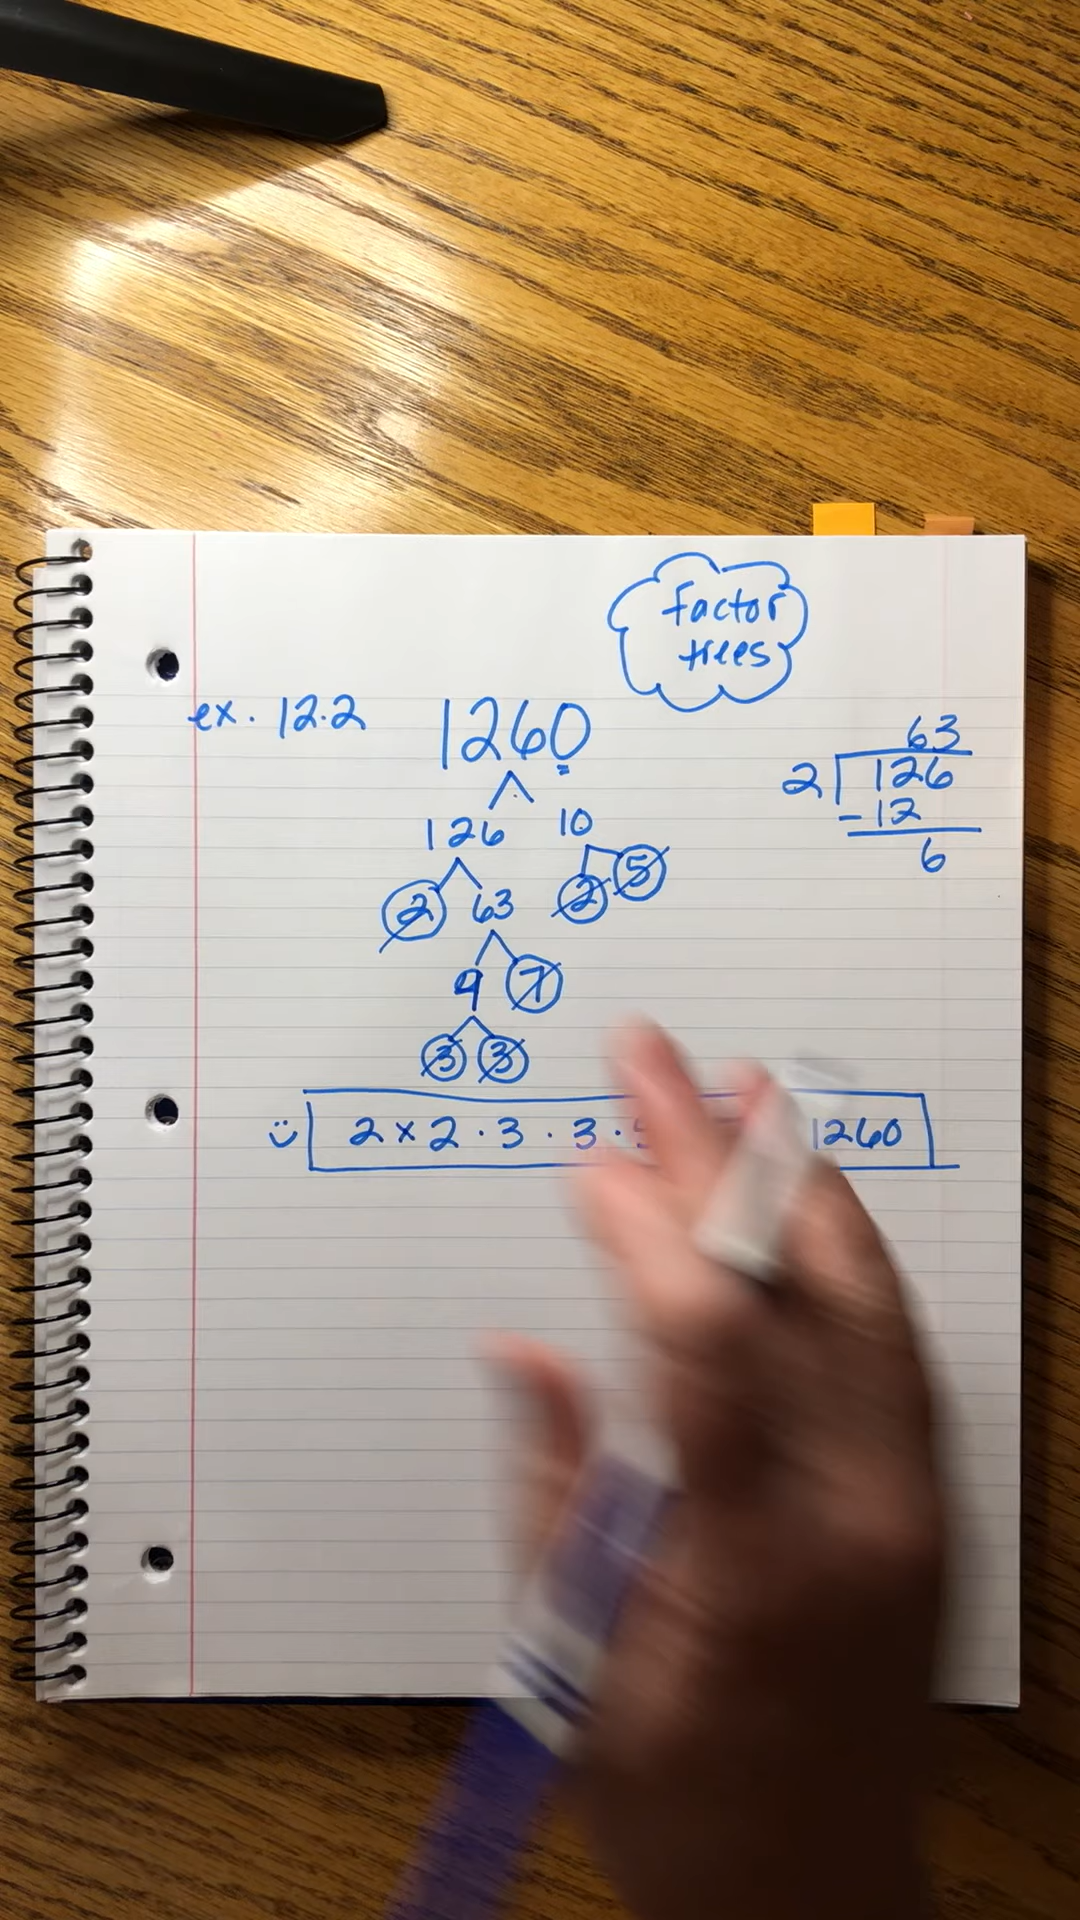 factor
trees
ex. 12.2
1260
63
2 126
-12
6
126 10
2 63 2 5
9 7
3 3
2 × 2 · 3 · 3 · 1260